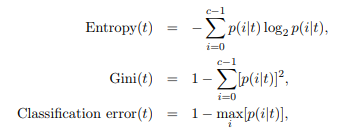 Entropy(t) = −∑_{i=0}^{c−1} p(i|t) log₂ p(i|t),
Gini(t) = 1 − ∑_{i=0}^{c−1} [p(i|t)]²,
Classification error(t) = 1 − max_i [p(i|t)],